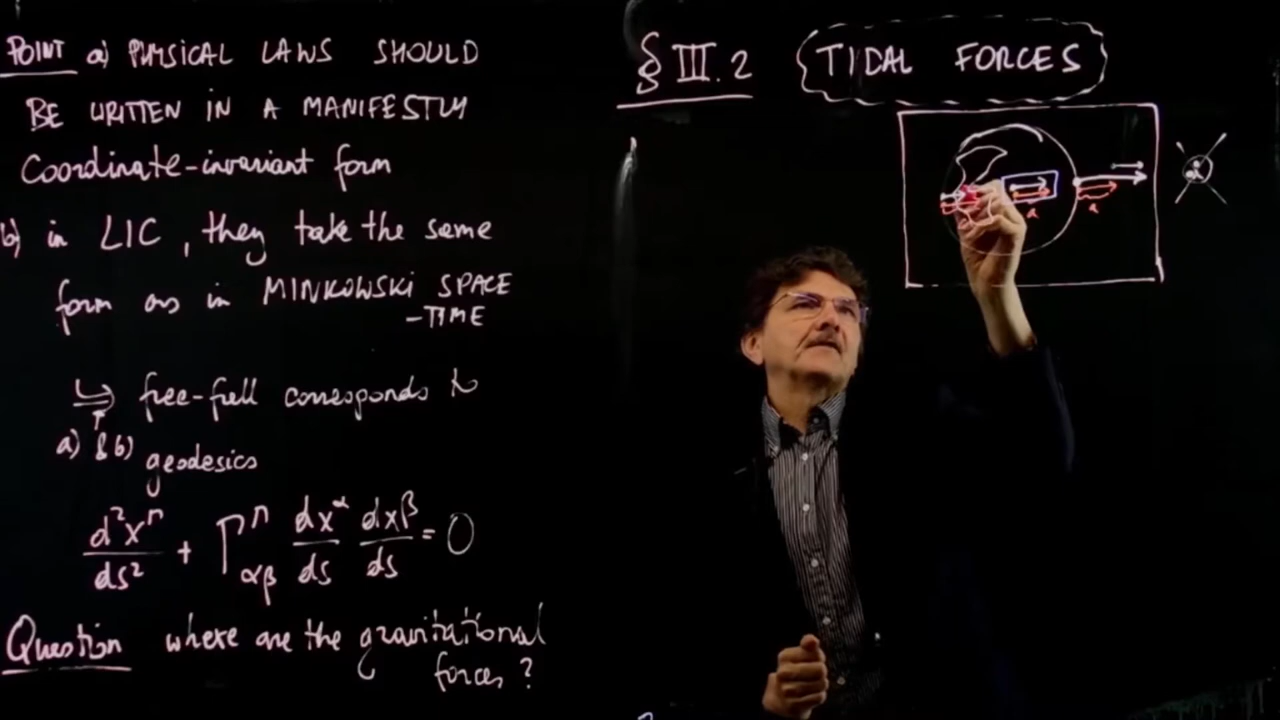 POINT a) PHYSICAL LAWS SHOULD
BE WRITTEN IN A MANIFESTLY
Coordinate-invariant form
b) in LIC, they take the same
form as in MINKOWSKI SPACE
-TIME
⇒ free-fall corresponds to
a) & b)
geodesics
d²x^μ/ds² + Γ^μ_αβ dx^α/ds dx^β/ds = 0
Question where are the gravitational
forces?
§ III.2 TIDAL FORCES
a a